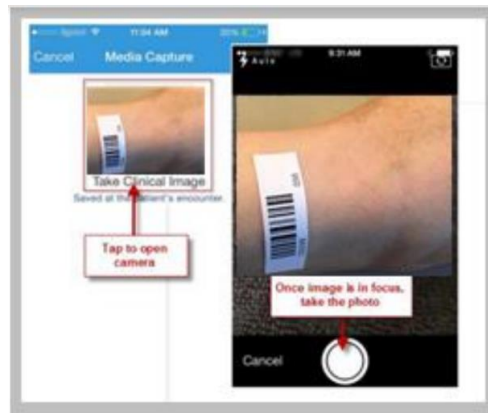 11:04 AM
Cancel
Media Capture
Take Clinical Image
Saved at the patient's encounter.
Tap to open
camera
Auto
9:31 AM
Once image is in focus,
take the photo
Cancel